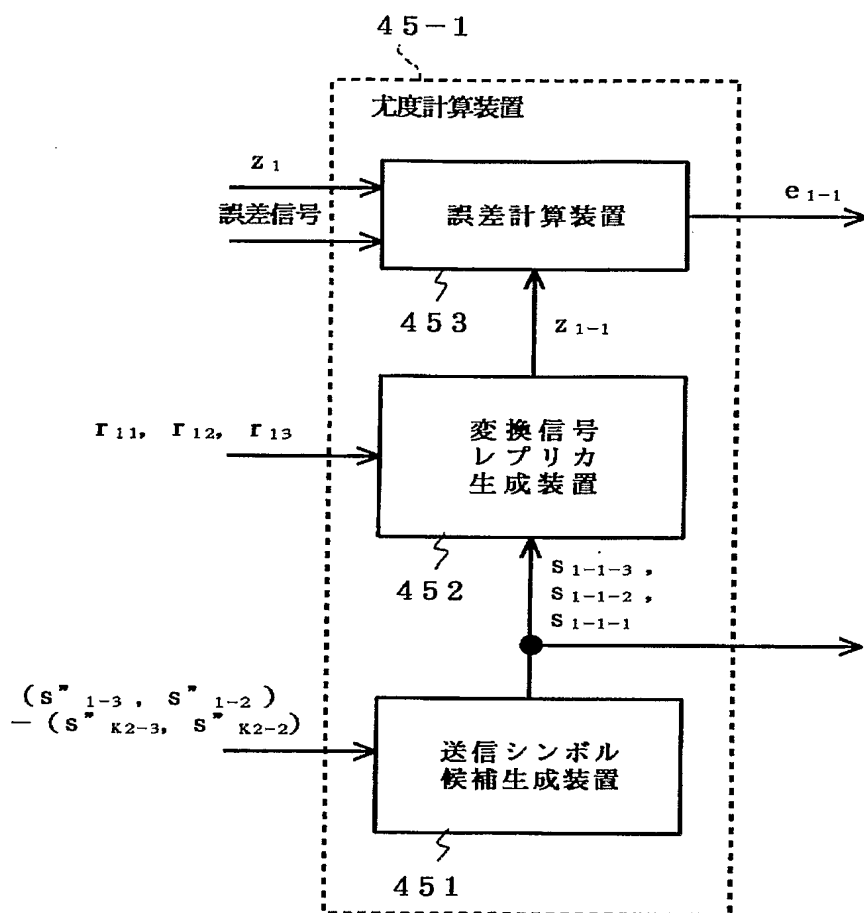 45-1
尤度計算装置
z1
誤差信号
誤差計算装置
e1-1
453
z1-1
r11, r12, r13
変換信号
レプリカ
生成装置
452
s1-1-3,
s1-1-2,
s1-1-1
(s"1-3, s"1-2)
－(s"K2-3, s"K2-2)
送信シンボル
候補生成装置
451